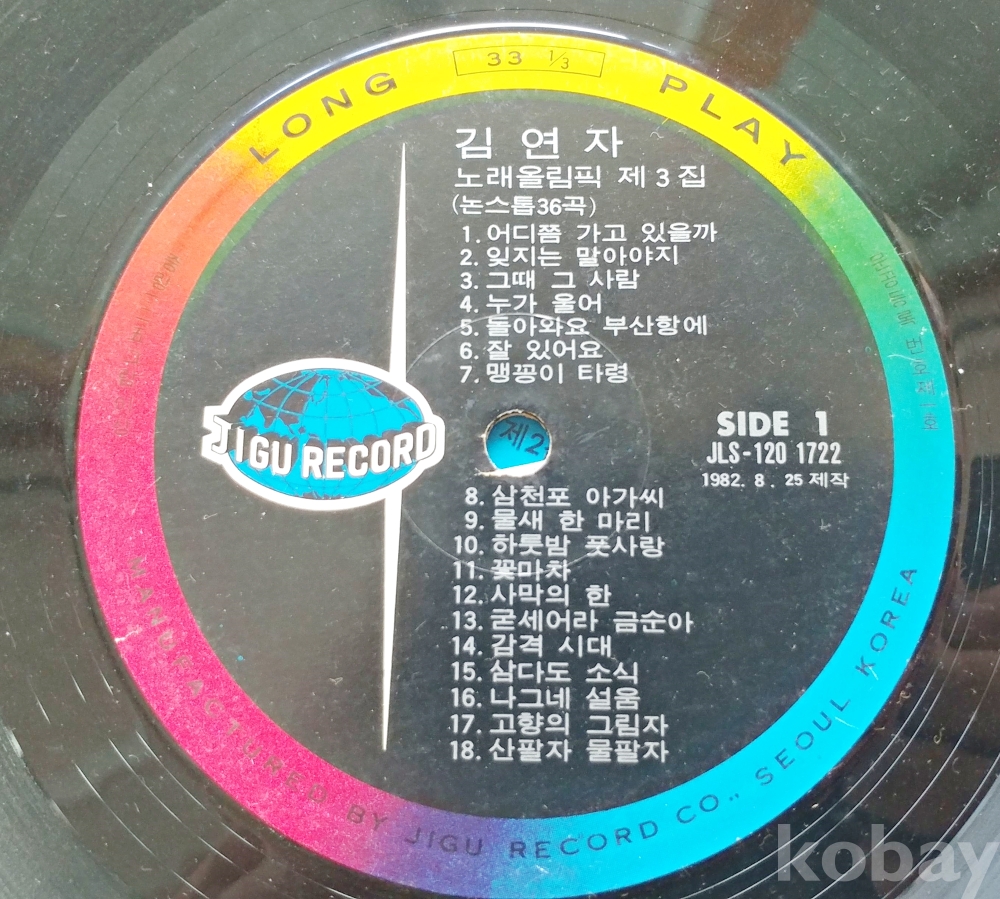 LONG PLAY
33 1/3
김연자
노래올림픽 제3집
(논스톱36곡)
1. 어디쯤 가고 있을까
2. 잊지는 말아야지
3. 그때 그 사람
4. 누가 울어
5. 돌아와요 부산항에
6. 잘 있어요
7. 맹꽁이 타령
JIGU RECORD
제2
SIDE 1
JLS-120 1722
1982. 8. 25 제작
8. 삼천포 아가씨
9. 물새 한 마리
10. 하룻밤 풋사랑
11. 꽃마차
12. 사막의 한
13. 굳세어라 금순아
14. 감격 시대
15. 삼다도 소식
16. 나그네 설움
17. 고향의 그림자
18. 산팔자 물팔자
MANUFACTURED BY JIGU RECORD CO., SEOUL KOREA
kobay